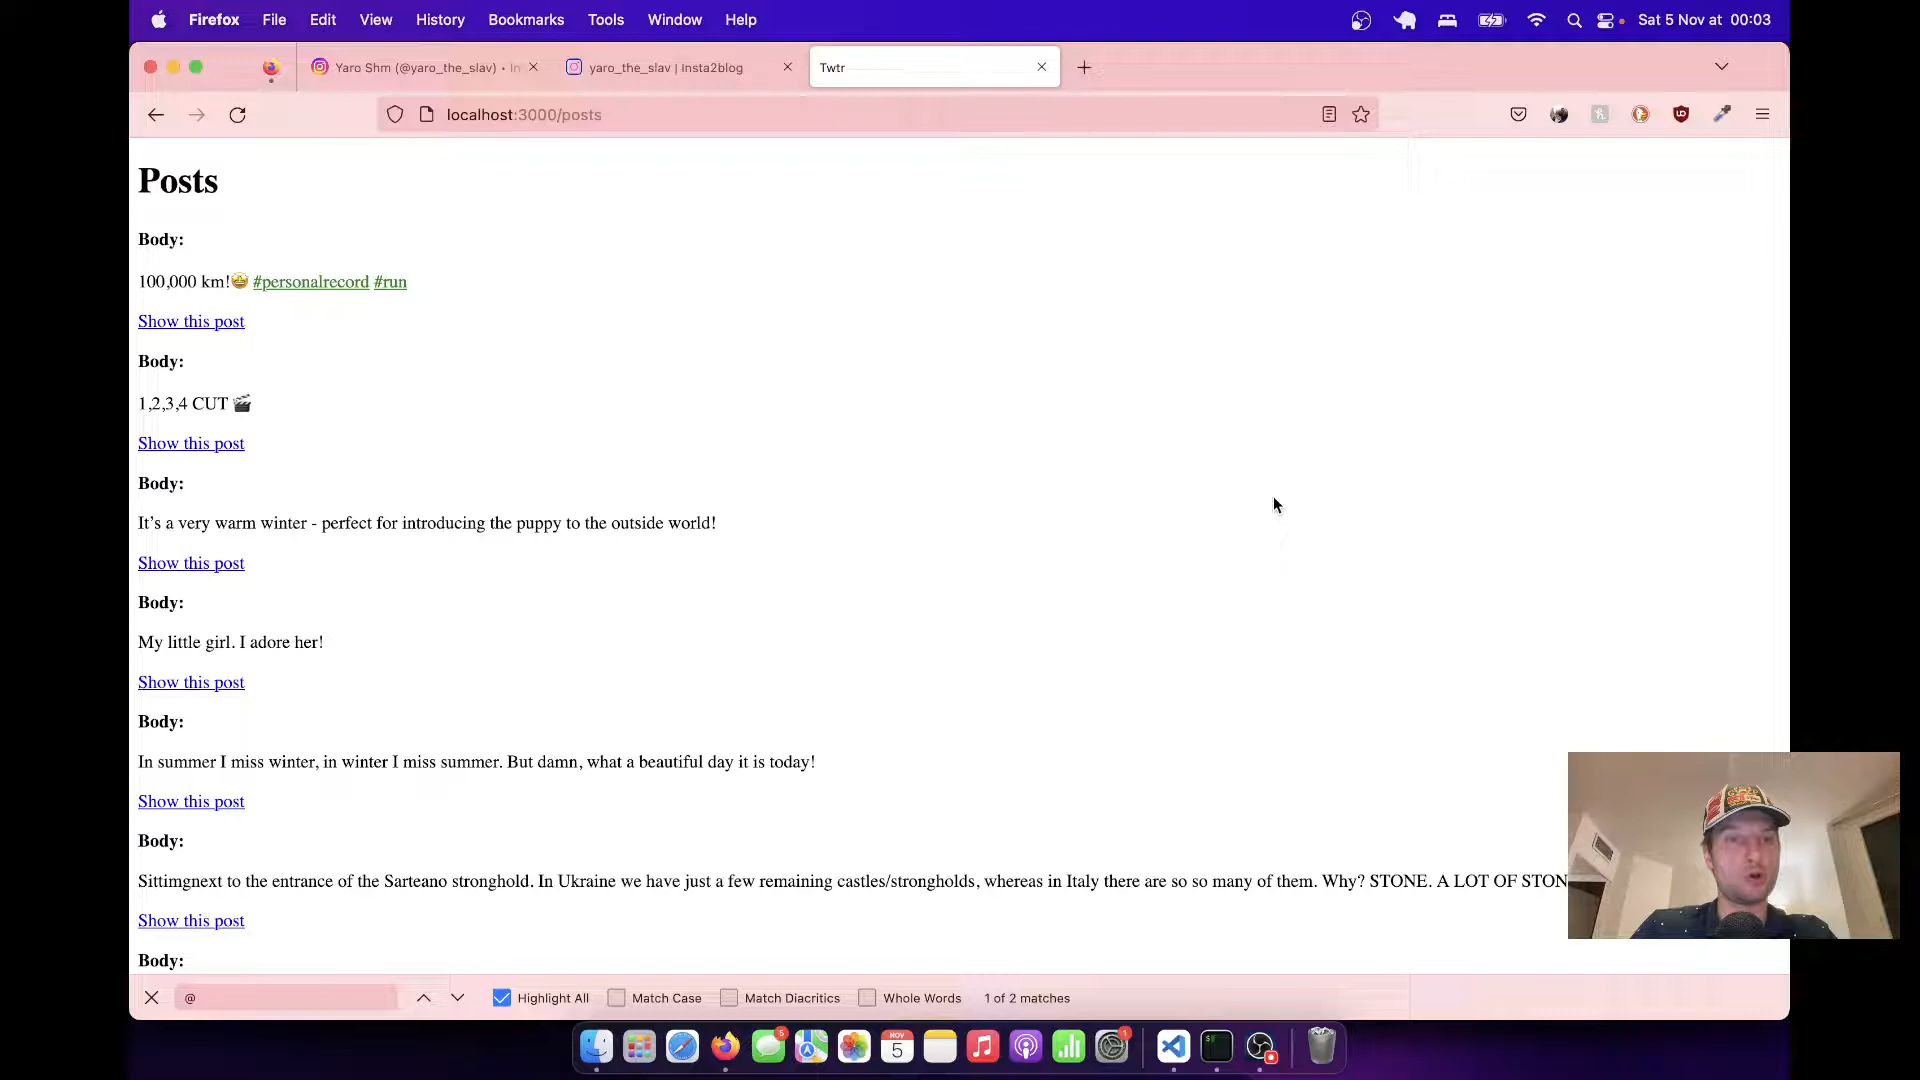 Firefox File Edit View History Bookmarks Tools Window Help Sat 5 Nov at 00:03
Yaro Shm (@yaro_the_slav) • In yaro_the_slav | Insta2blog Twtr
localhost:3000/posts
Posts
Body:
100,000 km!🤩 #personalrecord #run
Show this post
Body:
1,2,3,4 CUT 🎬
Show this post
Body:
It’s a very warm winter - perfect for introducing the puppy to the outside world!
Show this post
Body:
My little girl. I adore her!
Show this post
Body:
In summer I miss winter, in winter I miss summer. But damn, what a beautiful day it is today!
Show this post
Body:
Sittimgnext to the entrance of the Sarteano stronghold. In Ukraine we have just a few remaining castles/strongholds, whereas in Italy there are so so many of them. Why? STONE. A LOT OF STON
Show this post
Body:
@ Highlight All Match Case Match Diacritics Whole Words 1 of 2 matches
5 NOV 5 1